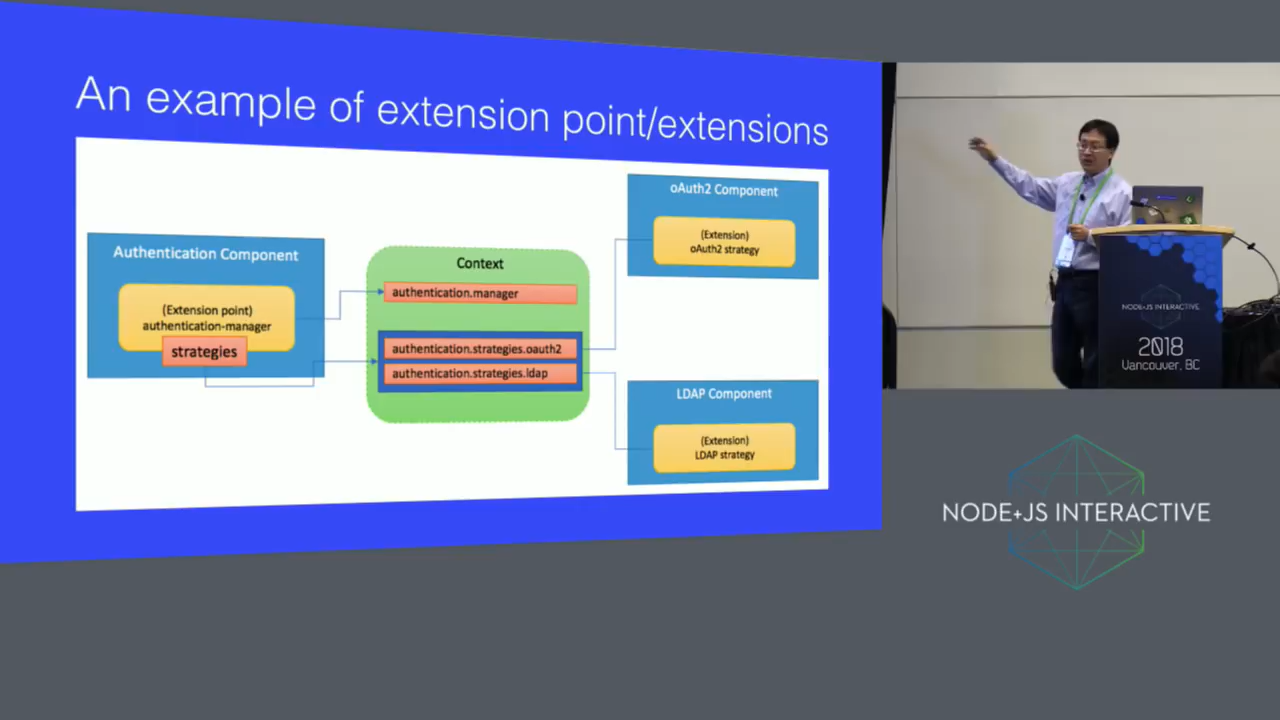 An example of extension point/extensions
Authentication Component
(Extension point)
authentication-manager
strategies
Context
authentication.manager
authentication.strategies.oauth2
authentication.strategies.ldap
oAuth2 Component
(Extension)
oAuth2 strategy
LDAP Component
(Extension)
LDAP strategy
NODE+JS INTERACTIVE
2018
Vancouver, BC
NODE+JS INTERACTIVE